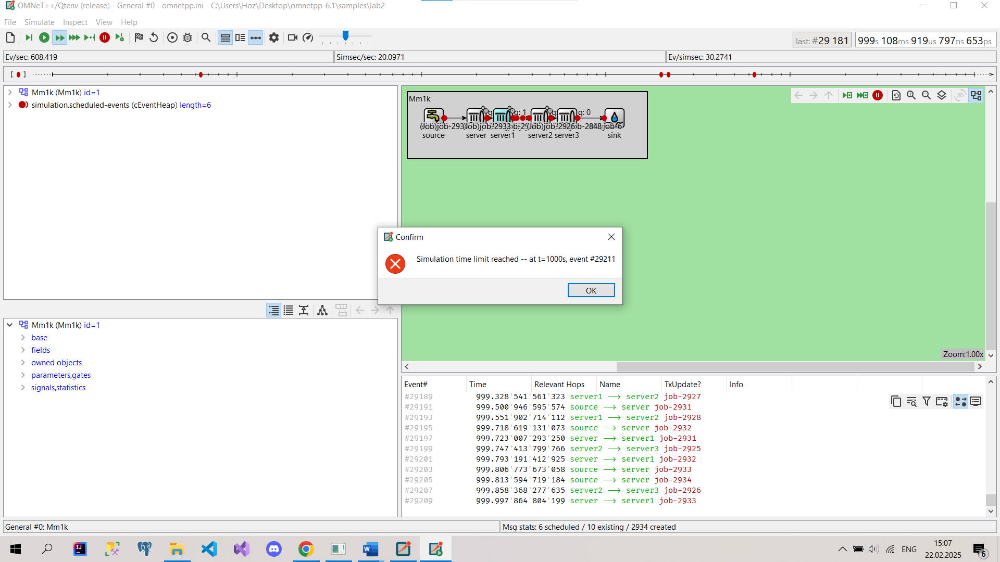 OMNeT++/Qtenv (release) - General #0 - omnetpp.ini - C:\Users\Hoz\Desktop\omnetpp-6.1\samples\lab2
File Simulate Inspect View Help
last: #29 181 999s 108ms 919us 797ns 653ps
Ev/sec: 608.419 Simsec/sec: 20.0971 Ev/simsec: 30.2741
Mm1k (Mm1k) id=1
simulation.scheduled-events (cEventHeap) length=6
Mm1k
3D
q: 1 q: 0
(Job)job-293 (Job)job-2933 (Job)job-2926 job-2848 job-6
source server server1 server2 server3 sink
Zoom:1.00x
Confirm
Simulation time limit reached -- at t=1000s, event #29211
OK
Mm1k (Mm1k) id=1
base
fields
owned objects
parameters,gates
signals,statistics
Event# Time Relevant Hops Name TxUpdate? Info
#29189 999.328'541'561'323 server1 --> server2 job-2927
#29191 999.500'946'595'574 source --> server job-2931
#29193 999.551'902'714'112 server1 --> server2 job-2928
#29195 999.718'619'131'073 source --> server job-2932
#29197 999.723'007'293'250 server --> server1 job-2931
#29199 999.747'413'799'766 server2 --> server3 job-2925
#29201 999.793'191'412'925 server --> server1 job-2932
#29203 999.806'773'673'058 source --> server job-2933
#29205 999.813'594'719'184 source --> server job-2934
#29207 999.858'368'277'635 server2 --> server3 job-2926
#29209 999.997'864'804'199 server --> server1 job-2933
General #0: Mm1k Msg stats: 6 scheduled / 10 existing / 2934 created
ENG
15:07
22.02.2025
6